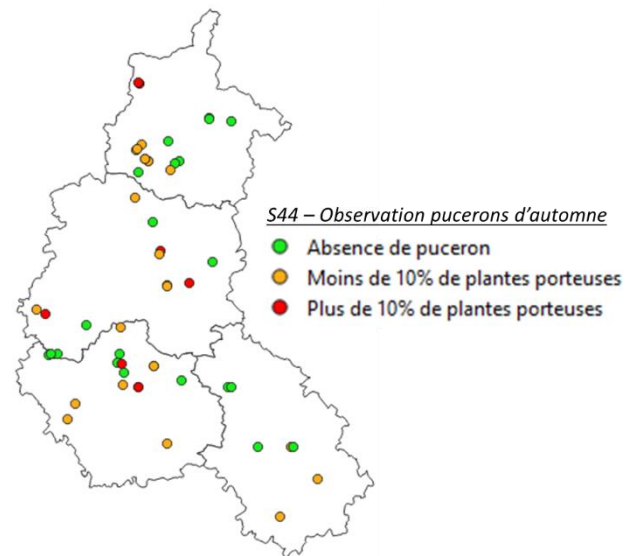 S44 – Observation pucerons d’automne
Absence de puceron
Moins de 10% de plantes porteuses
Plus de 10% de plantes porteuses